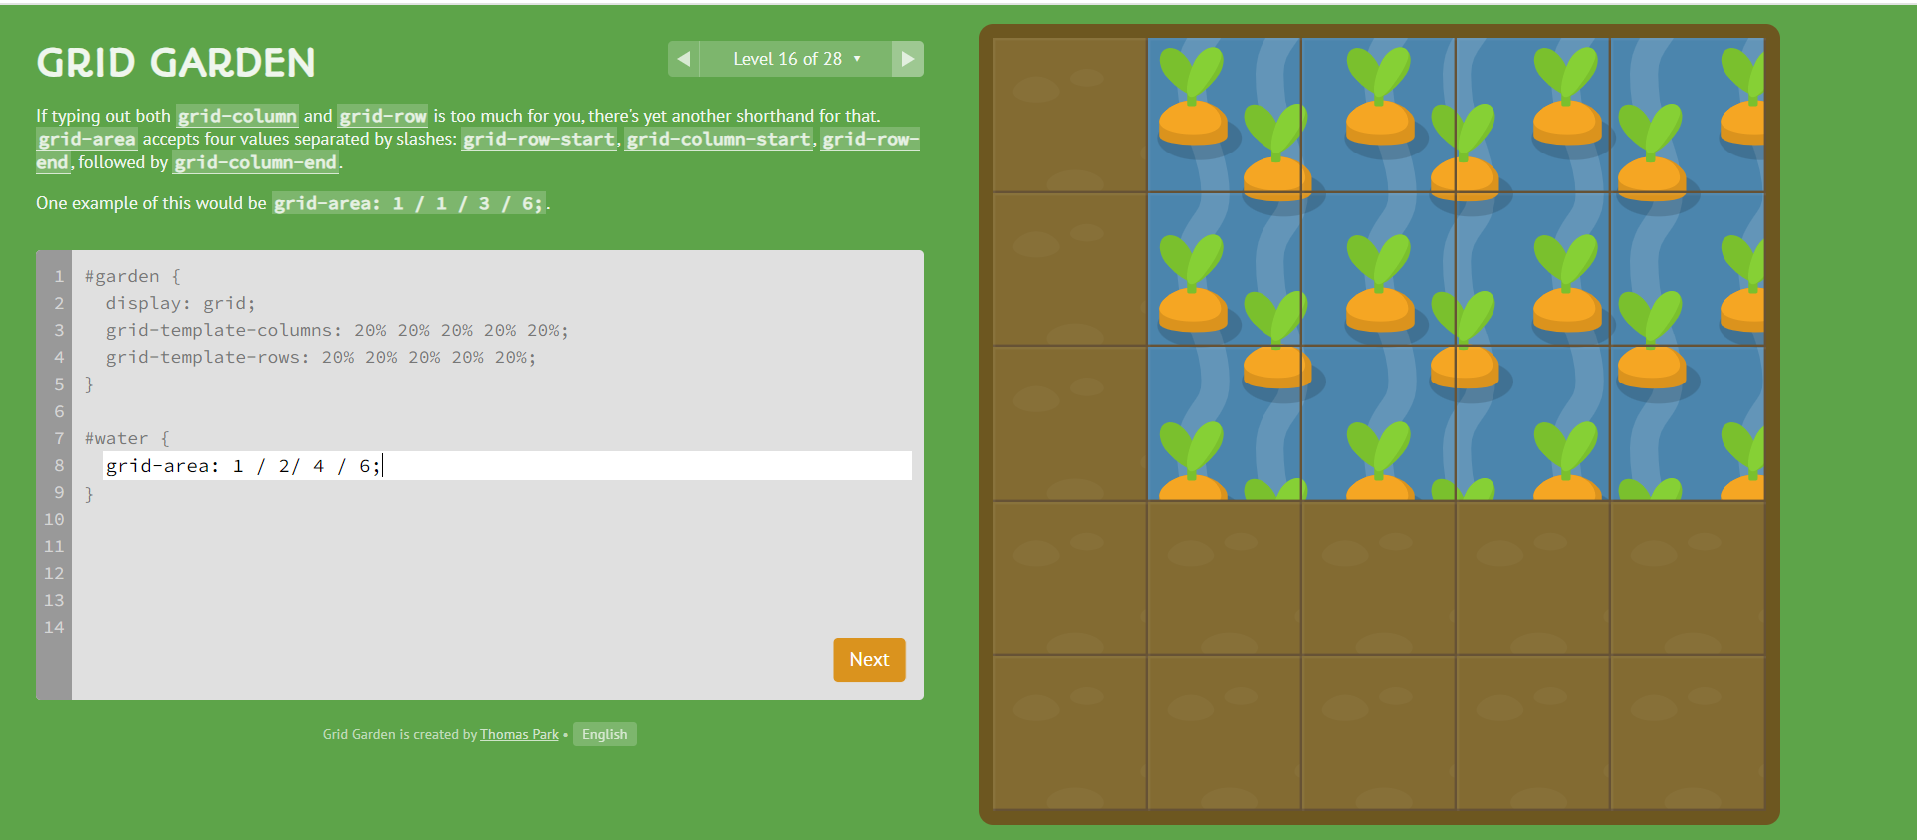 GRID GARDEN
◀ Level 16 of 28 ▾ ▶
If typing out both grid-column and grid-row is too much for you, there's yet another shorthand for that.
grid-area accepts four values separated by slashes: grid-row-start, grid-column-start, grid-row-
end, followed by grid-column-end.
One example of this would be grid-area: 1 / 1 / 3 / 6;.
1 #garden {
2 display: grid;
3 grid-template-columns: 20% 20% 20% 20% 20%;
4 grid-template-rows: 20% 20% 20% 20% 20%;
5 }
6
7 #water {
8 grid-area: 1 / 2/ 4 / 6;
9 }
10
11
12
13
14
Next
Grid Garden is created by Thomas Park • English